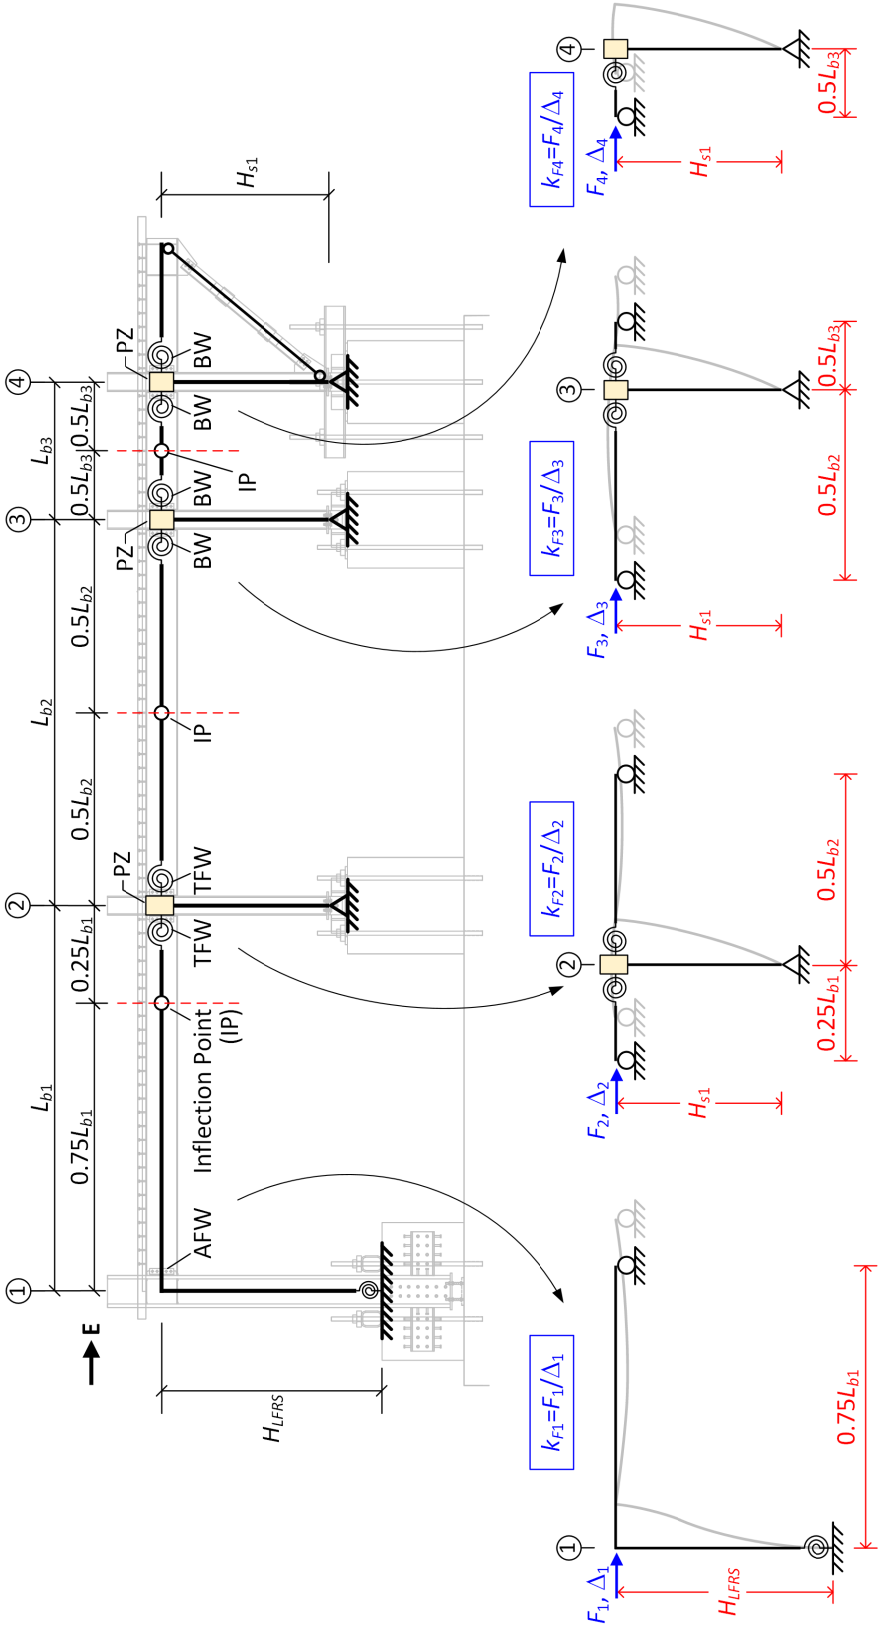 E
1
2
3
4
L_b1
L_b2
L_b3
0.75L_b1
0.25L_b1
0.5L_b2
0.5L_b2
0.5L_b3
0.5L_b3
PZ
PZ
PZ
AFW
Inflection Point
(IP)
TFW
TFW
IP
BW
BW
IP
BW
BW
H_LFRS
H_s1
k_F1=F_1/Δ_1
k_F2=F_2/Δ_2
k_F3=F_3/Δ_3
k_F4=F_4/Δ_4
1
2
3
4
F_1, Δ_1
F_2, Δ_2
F_3, Δ_3
F_4, Δ_4
H_LFRS
H_s1
H_s1
H_s1
0.75L_b1
0.25L_b1
0.5L_b2
0.5L_b2
0.5L_b3
0.5L_b3